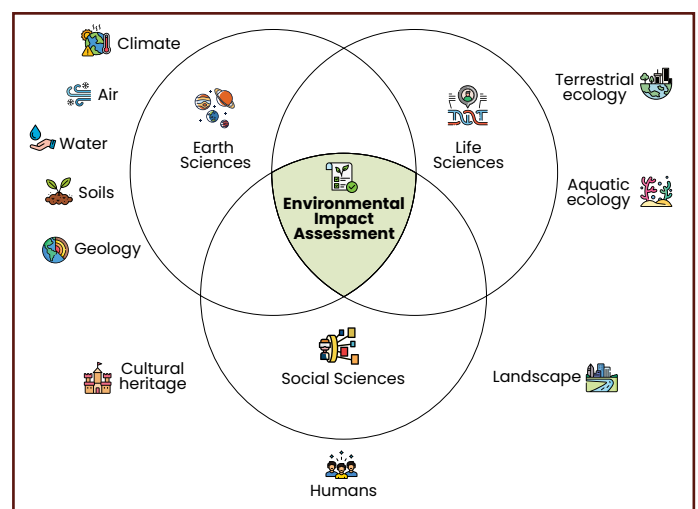 Climate
Air
Water
Soils
Geology
Earth
Sciences
Life
Sciences
Terrestrial
ecology
Aquatic
ecology
Environmental
Impact
Assessment
Social Sciences
Cultural
heritage
Landscape
Humans